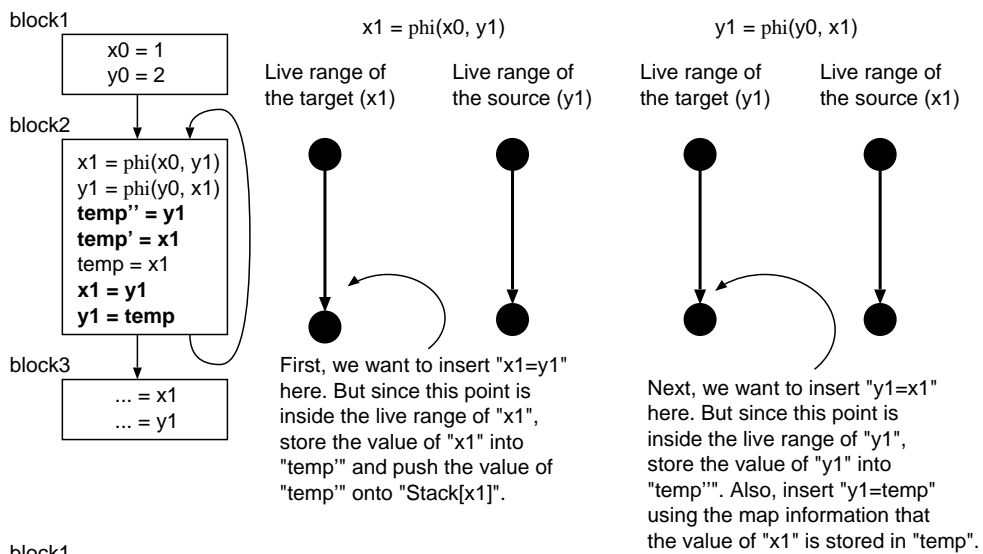 block1
x0 = 1
y0 = 2
block2
x1 = phi(x0, y1)
y1 = phi(y0, x1)
temp'' = y1
temp' = x1
temp = x1
x1 = y1
y1 = temp
block3
... = x1
... = y1
x1 = phi(x0, y1)
Live range of
the target (x1)
Live range of
the source (y1)
First, we want to insert "x1=y1"
here. But since this point is
inside the live range of "x1",
store the value of "x1" into
"temp'" and push the value of
"temp'" onto "Stack[x1]".
y1 = phi(y0, x1)
Live range of
the target (y1)
Live range of
the source (x1)
Next, we want to insert "y1=x1"
here. But since this point is
inside the live range of "y1",
store the value of "y1" into
"temp''". Also, insert "y1=temp"
using the map information that
the value of "x1" is stored in "temp".
block1